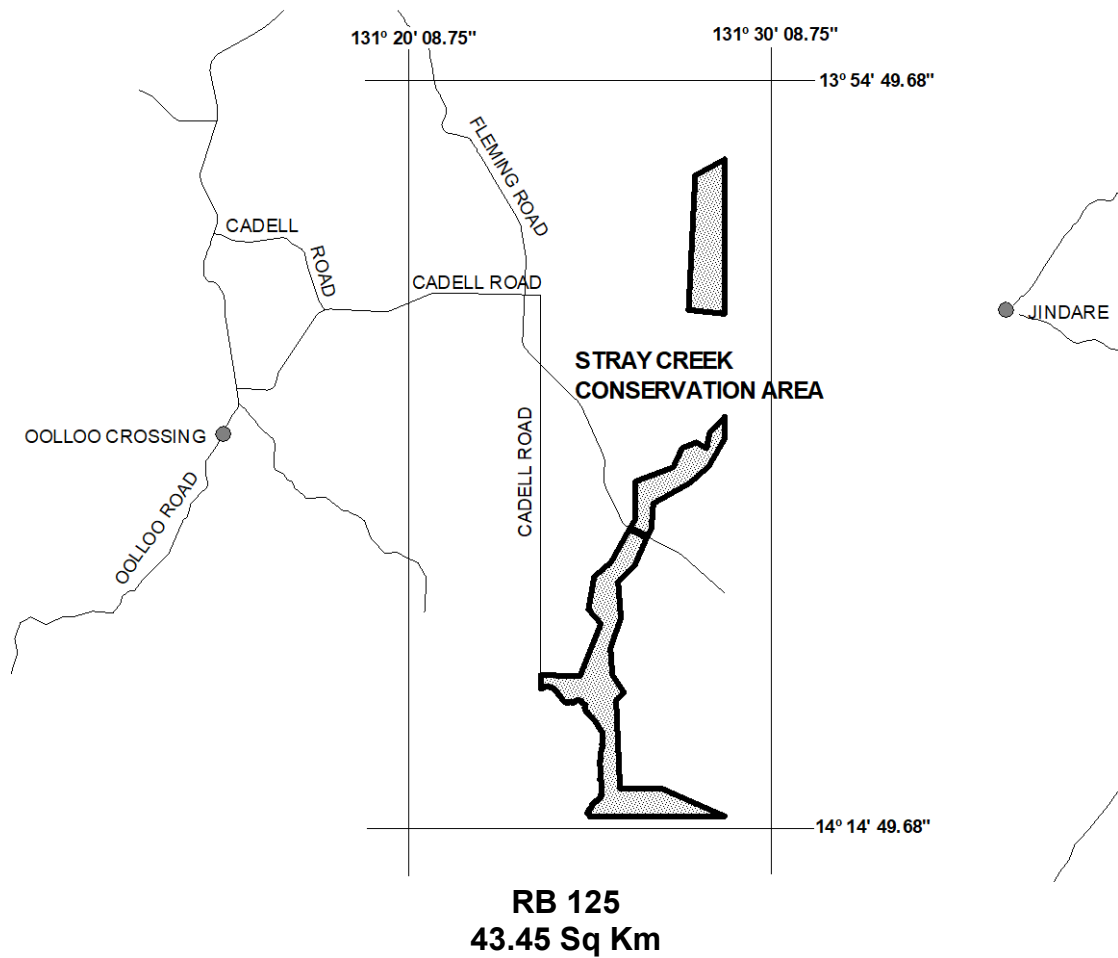 131º 20' 08.75"
131º 30' 08.75"
13º 54' 49.68"
FLEMING ROAD
CADELL
ROAD
CADELL ROAD
JINDARE
STRAY CREEK
CONSERVATION AREA
OOLLOO CROSSING
CADELL ROAD
OOLLOO ROAD
14º 14' 49.68"
RB 125
43.45 Sq Km